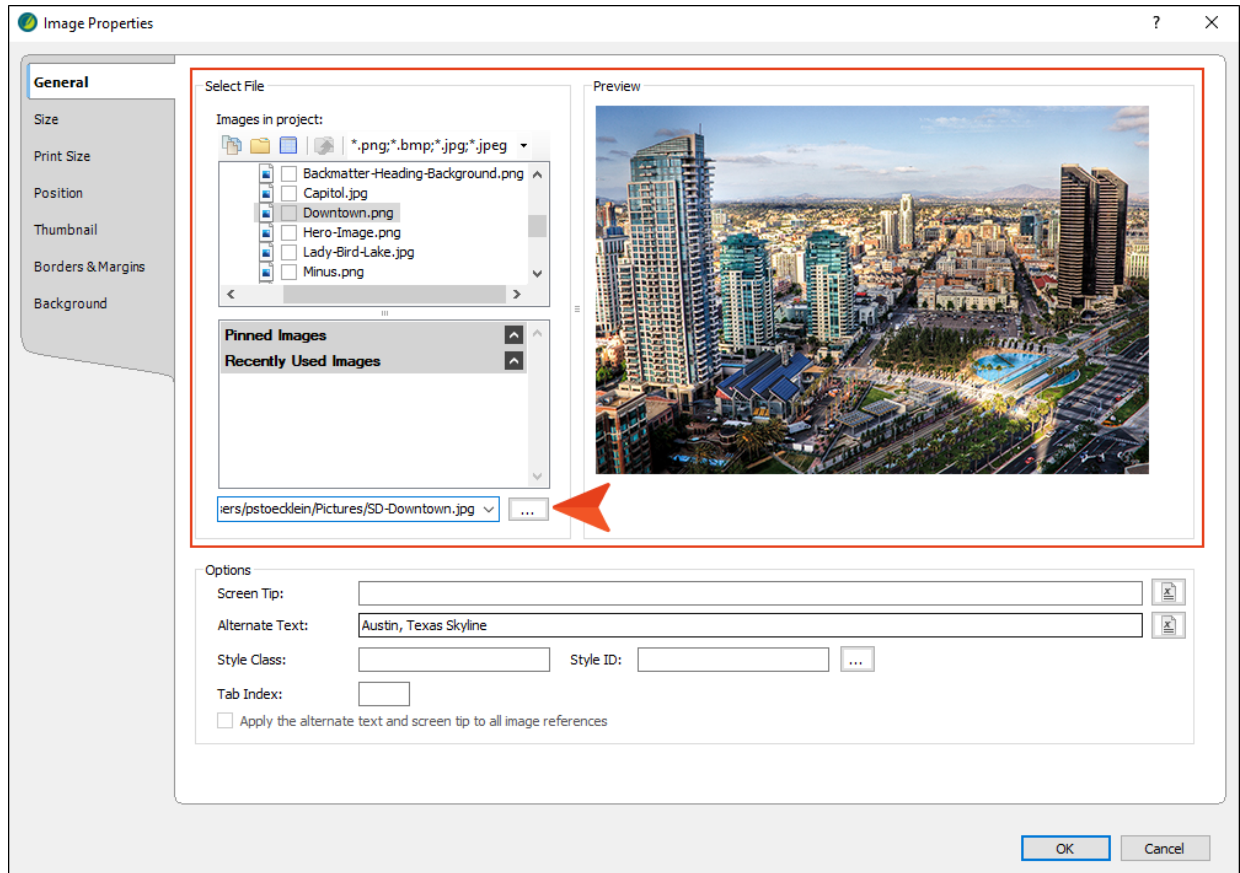 Image Properties
?
General
Size
Print Size
Position
Thumbnail
Borders & Margins
Background
Select File
Images in project:
*.png;*.bmp;*.jpg;*.jpeg
Backmatter-Heading-Background.png
Capitol.jpg
Downtown.png
Hero-Image.png
Lady-Bird-Lake.jpg
Minus.png
Pinned Images
Recently Used Images
sers/pstoecklein/Pictures/SD-Downtown.jpg
...
Preview
Options
Screen Tip:
Alternate Text: Austin, Texas Skyline
Style Class: Style ID: ...
Tab Index:
Apply the alternate text and screen tip to all image references
OK Cancel